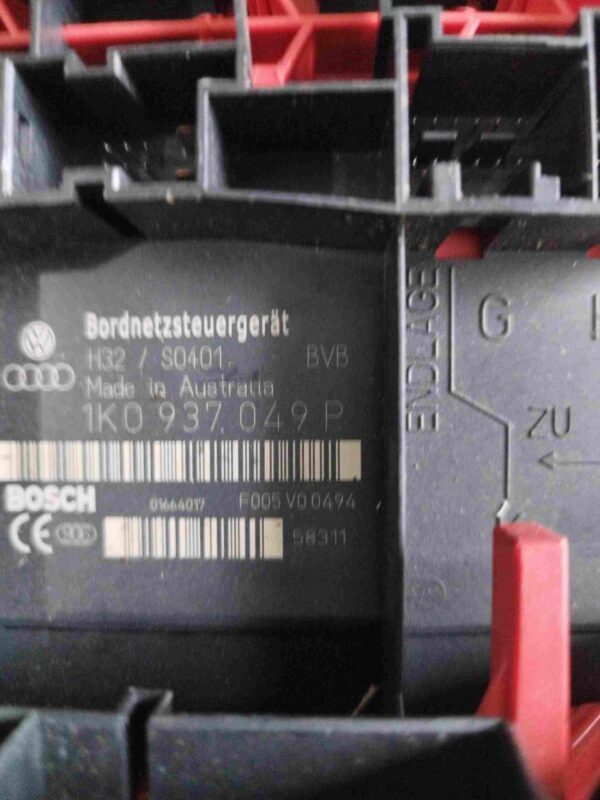 Bordnetzsteuergerät
H32 / S0401
BVB
Made in Australia
1K0 937 049 P
BOSCH
01664017
F005 V0 0494
CE
58311
ENDLAGE
G
ZU